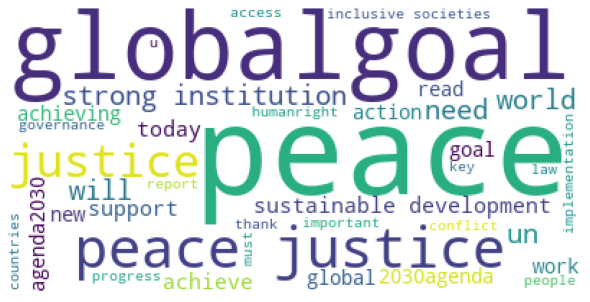 access
inclusive societies
globalgoal
u
strong institution
read
world
achieving
humanright
action
need
governance
today
peace
justice
goal
implementation
key
law
report
will
agenda2030
new
support
sustainable development
countries
thank
important
conflict
un
peace justice
must
progress
achieve
global
2030agenda
work
people